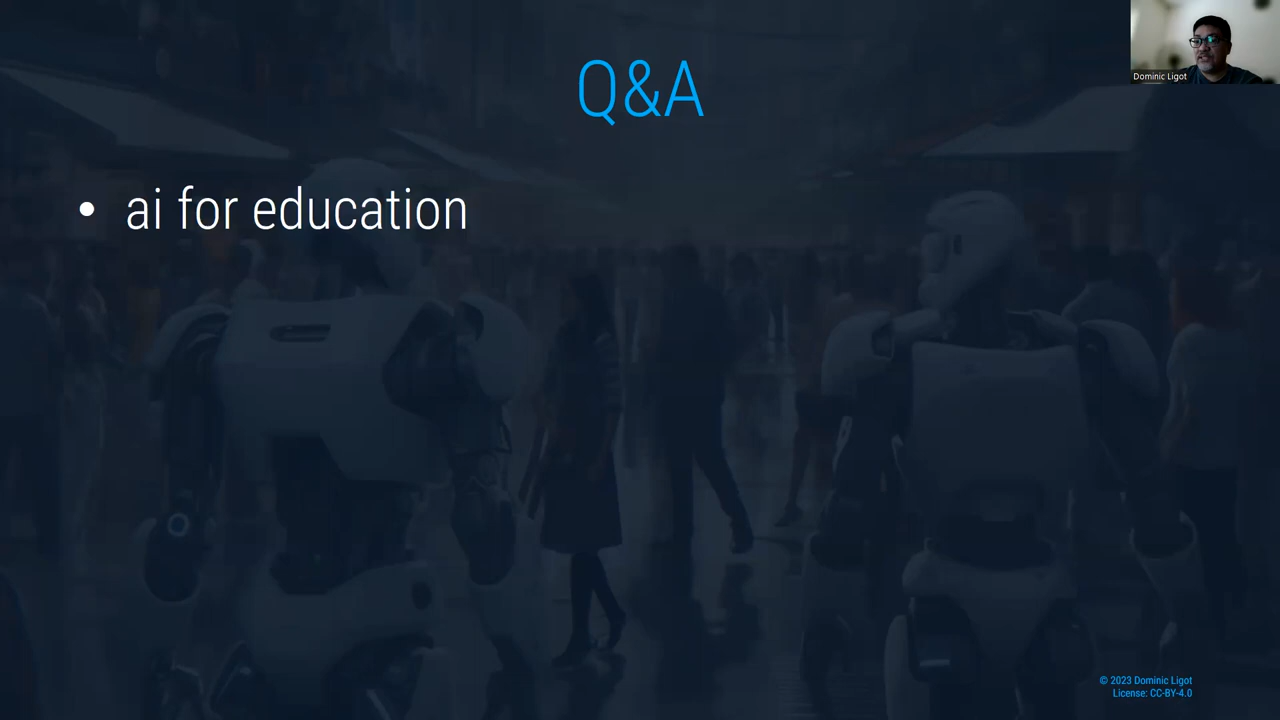 Q&A
Dominic Ligot
• ai for education
© 2023 Dominic Ligot
License: CC-BY-4.0